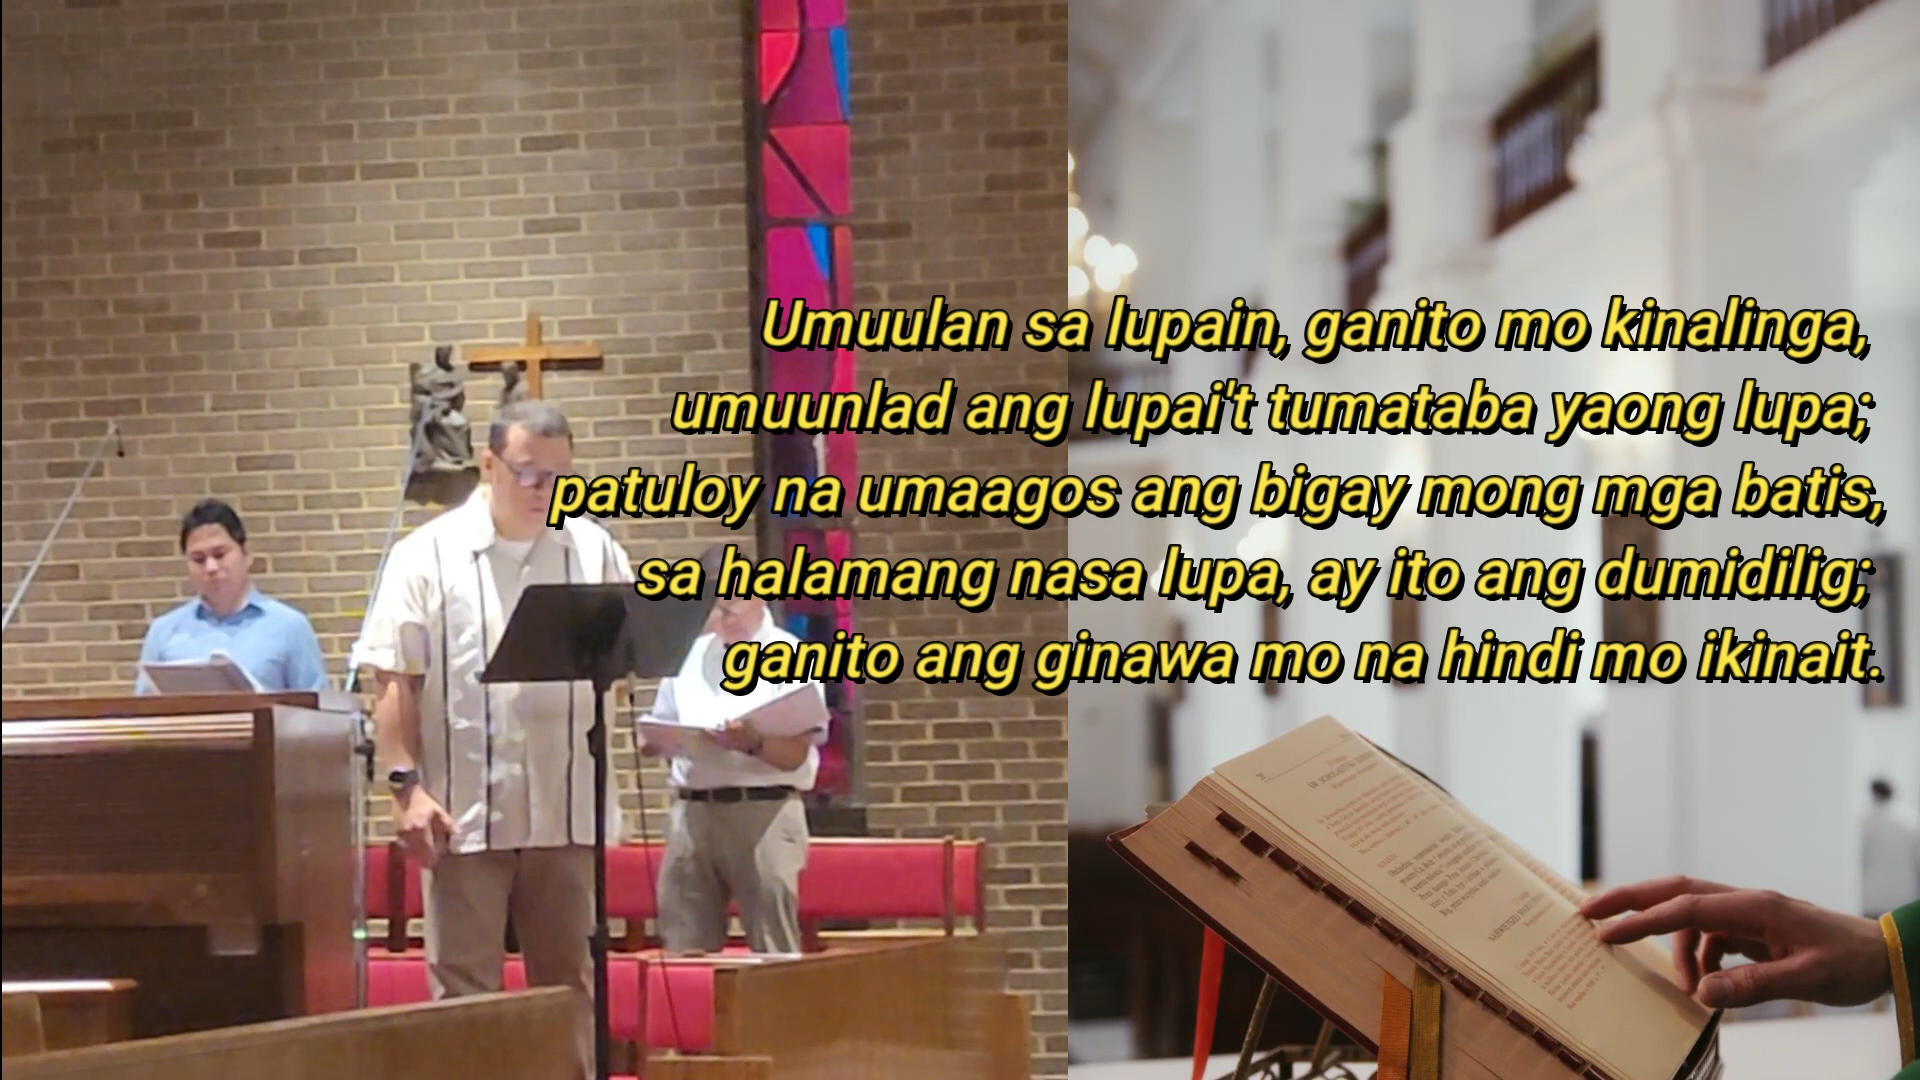 Umuulan sa lupain, ganito mo kinalinga,
umuunlad ang lupai't tumataba yaong lupa;
patuloy na umaagos ang bigay mong mga batis,
sa halamang nasa lupa, ay ito ang dumidilig;
ganito ang ginawa mo na hindi mo ikinait.